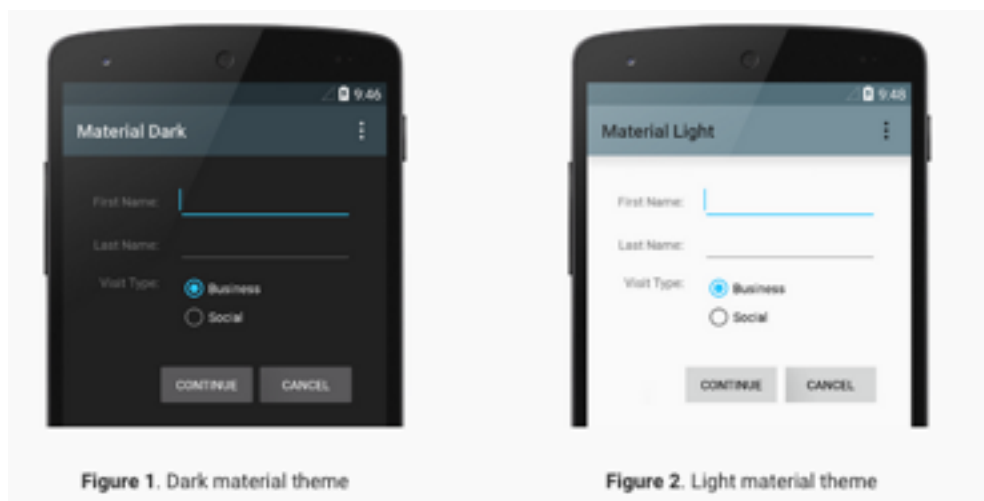 9:46
Material Dark
First Name:
Last Name:
Visit Type:
Business
Social
CONTINUE CANCEL
Figure 1. Dark material theme
9:48
Material Light
First Name:
Last Name:
Visit Type:
Business
Social
CONTINUE CANCEL
Figure 2. Light material theme